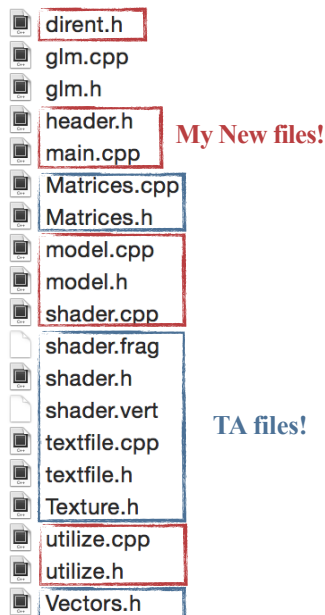 dirent.h
glm.cpp
glm.h
header.h
My New files!
main.cpp
Matrices.cpp
Matrices.h
model.cpp
model.h
shader.cpp
shader.frag
shader.h
shader.vert
TA files!
textfile.cpp
textfile.h
Texture.h
utilize.cpp
utilize.h
Vectors.h